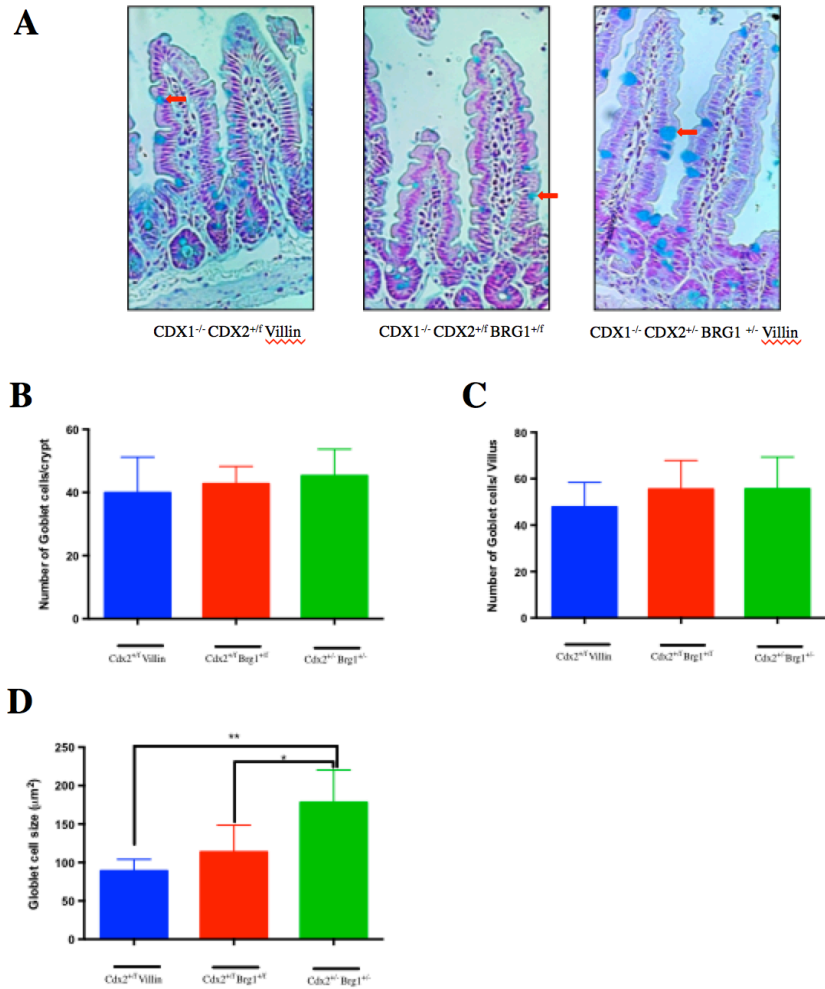 A
CDX1-/- CDX2+/f Villin
CDX1-/- CDX2+/f BRG1+/f
CDX1-/- CDX2+/- BRG1 +/- Villin
B
Number of Goblet cells/crypt
60
40
20
0
Cdx2+/f Villin
Cdx2+/f Brg1+/f
Cdx2+/- Brg1+/-
C
Number of Goblet cells/ Villus
80
60
40
20
0
Cdx2+/f Villin
Cdx2+/f Brg1+/f
Cdx2+/- Brg1+/-
D
Globlet cell size (μm2)
250
200
150
100
50
0
**
*
Cdx2+/f Villin
Cdx2+/f Brg1+/f
Cdx2+/- Brg1+/-